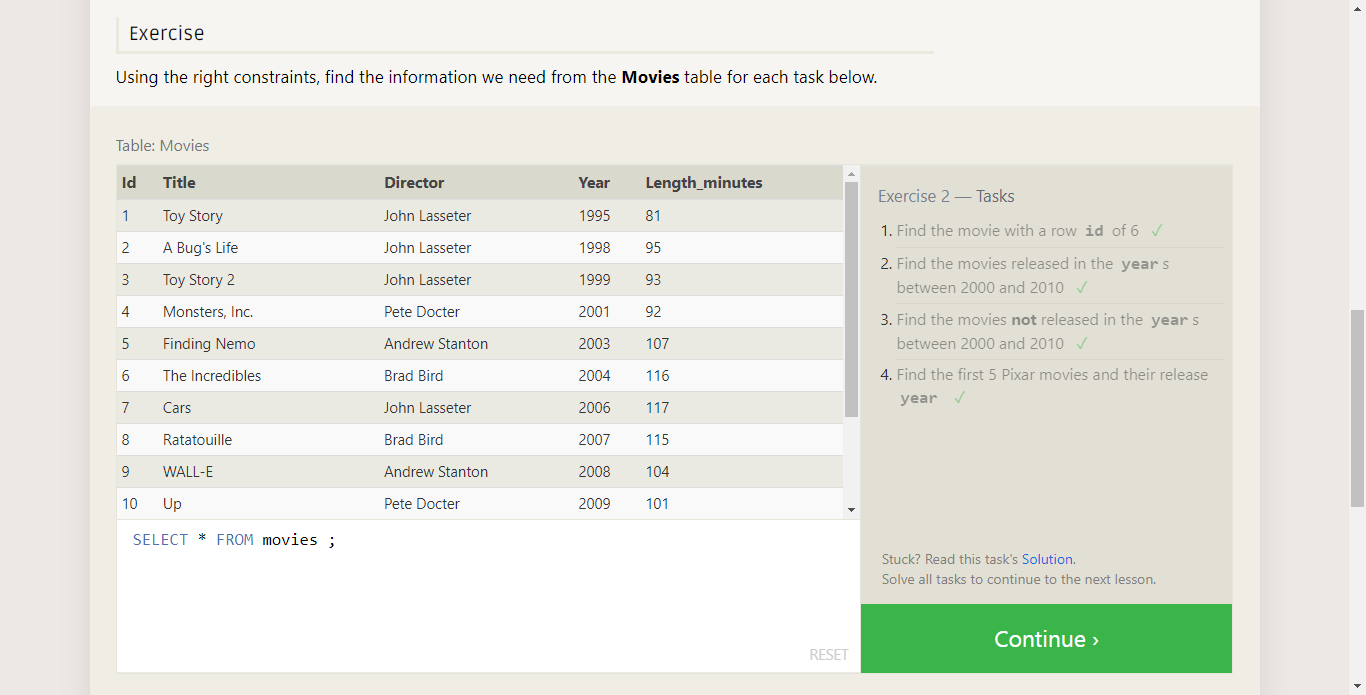 Exercise
Using the right constraints, find the information we need from the Movies table for each task below.
Table: Movies
Id Title Director Year Length_minutes
1 Toy Story John Lasseter 1995 81
2 A Bug's Life John Lasseter 1998 95
3 Toy Story 2 John Lasseter 1999 93
4 Monsters, Inc. Pete Docter 2001 92
5 Finding Nemo Andrew Stanton 2003 107
6 The Incredibles Brad Bird 2004 116
7 Cars John Lasseter 2006 117
8 Ratatouille Brad Bird 2007 115
9 WALL-E Andrew Stanton 2008 104
10 Up Pete Docter 2009 101
SELECT * FROM movies ;
RESET
Exercise 2 — Tasks
1. Find the movie with a row id of 6 ✓
2. Find the movies released in the year s
between 2000 and 2010 ✓
3. Find the movies not released in the year s
between 2000 and 2010 ✓
4. Find the first 5 Pixar movies and their release
year ✓
Stuck? Read this task's Solution.
Solve all tasks to continue to the next lesson.
Continue ›